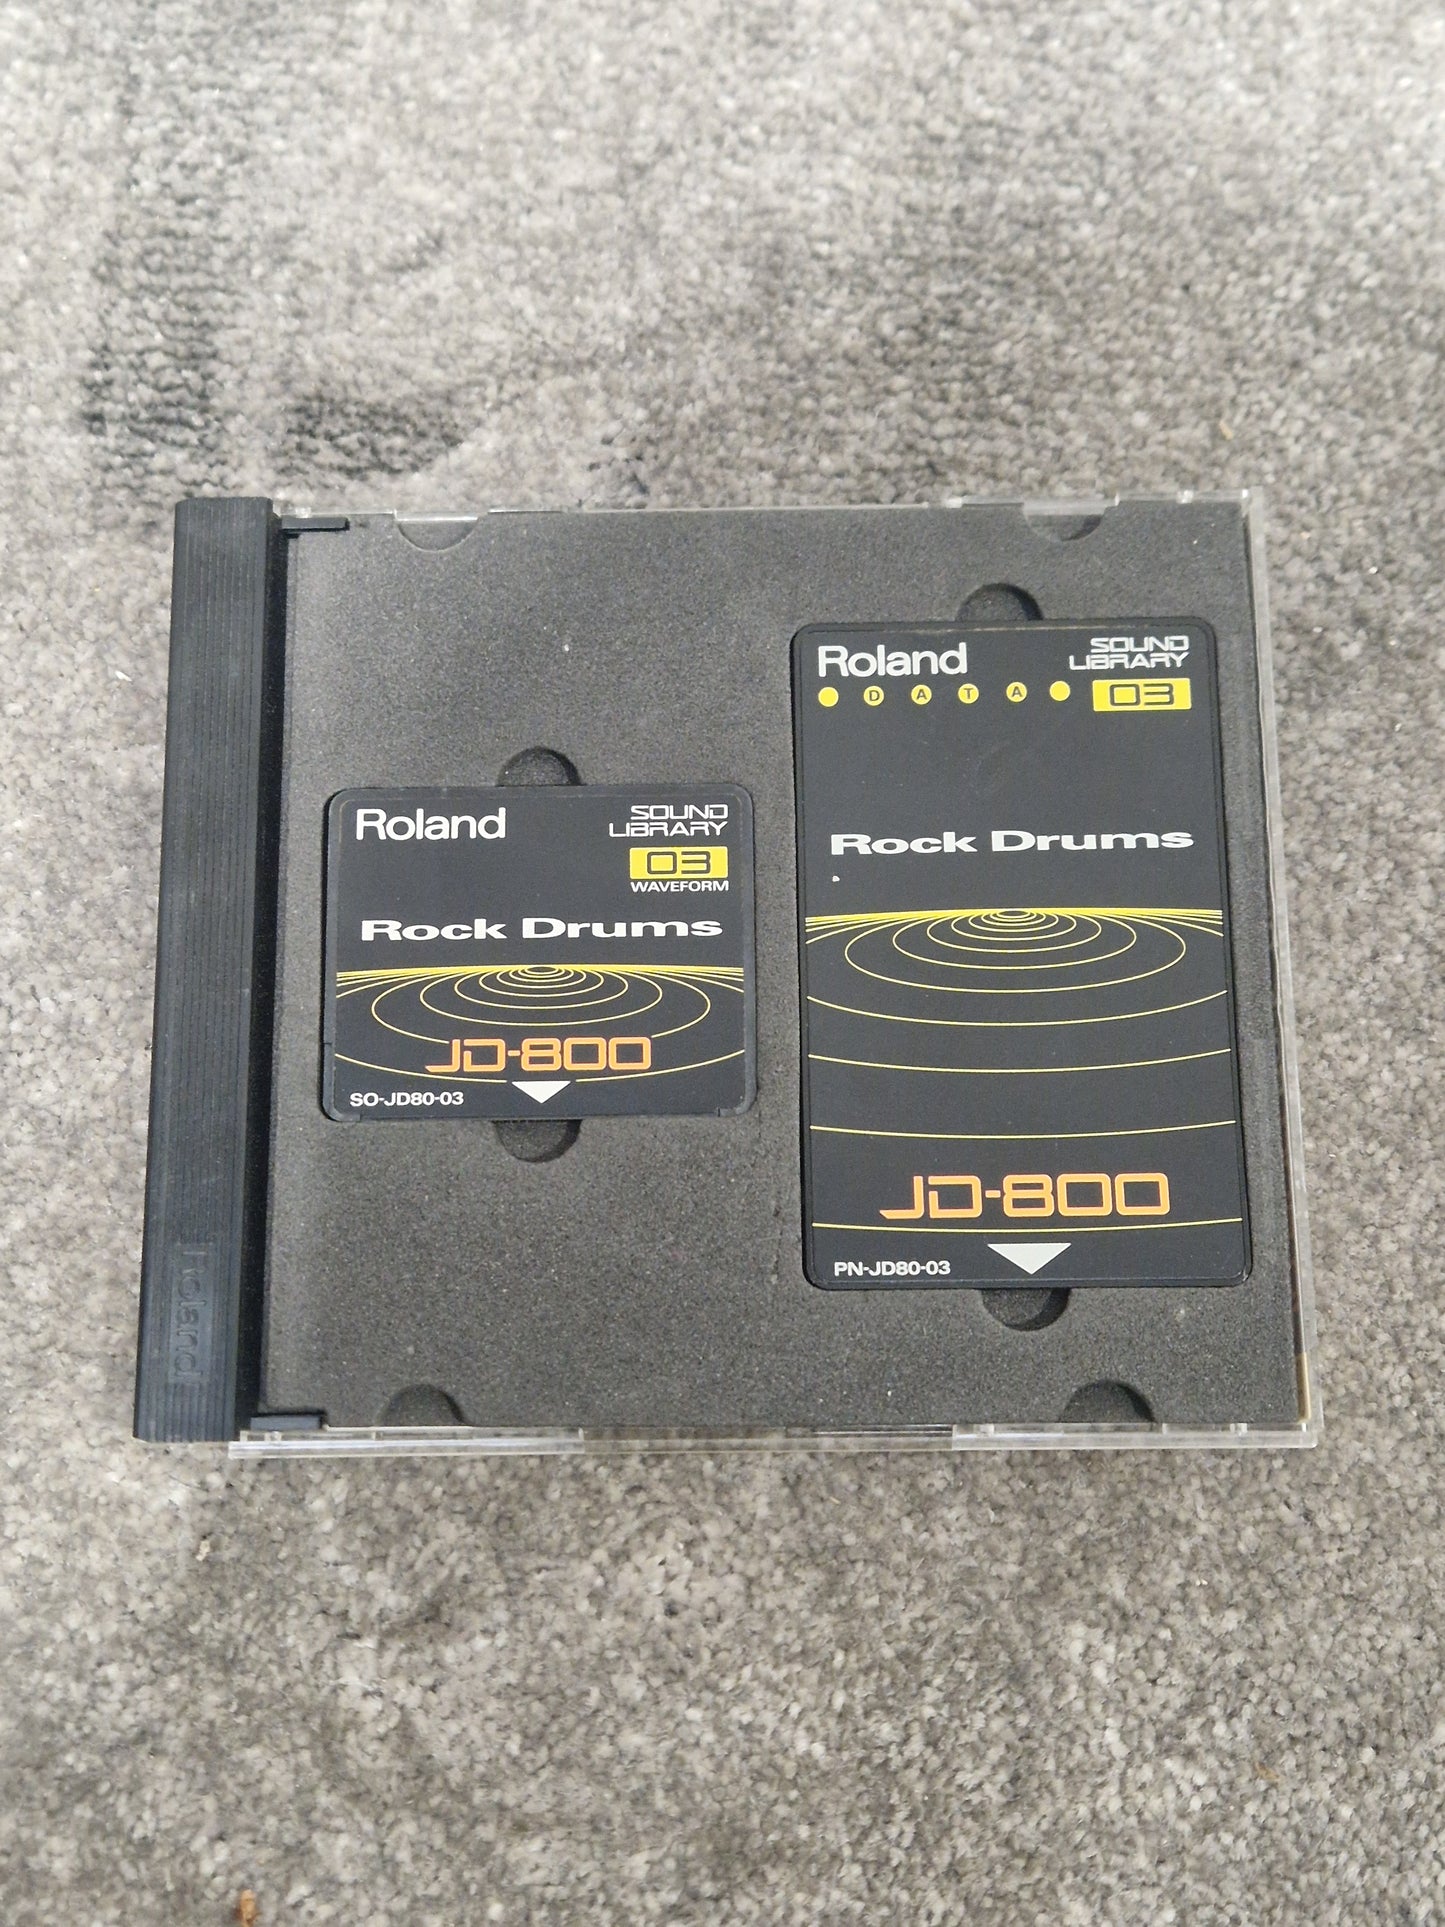 Roland
SOUND
LIBRARY
03
WAVEFORM
Rock Drums
JD-800
SO-JD80-03
Roland
SOUND
LIBRARY
DATA
03
Rock Drums
JD-800
PN-JD80-03
Roland